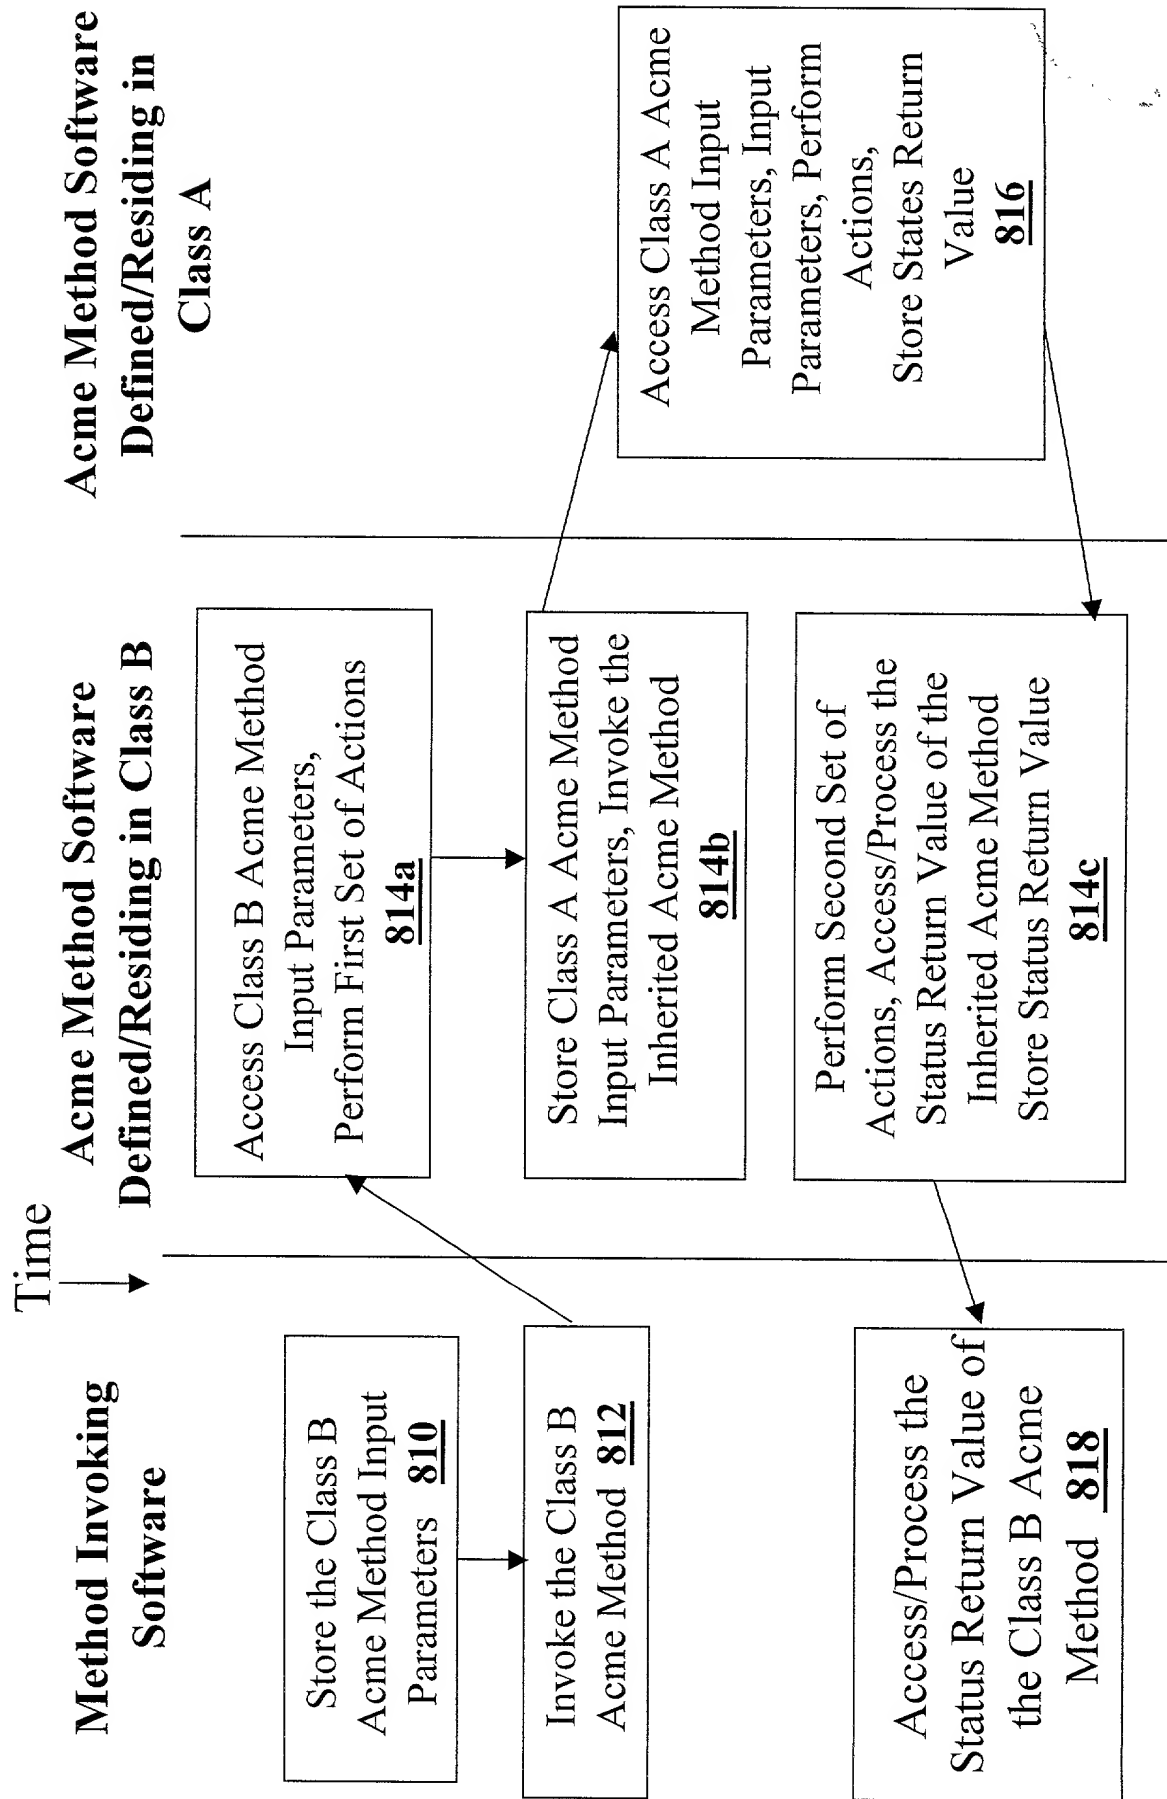 Time
Method Invoking
Software
Store the Class B
Acme Method Input
Parameters 810
Invoke the Class B
Acme Method 812
Access/Process the
Status Return Value of
the Class B Acme
Method 818
Acme Method Software
Defined/Residing in Class B
Access Class B Acme Method
Input Parameters,
Perform First Set of Actions
814a
Store Class A Acme Method
Input Parameters, Invoke the
Inherited Acme Method
814b
Perform Second Set of
Actions, Access/Process the
Status Return Value of the
Inherited Acme Method
Store Status Return Value
814c
Acme Method Software
Defined/Residing in
Class A
Access Class A Acme
Method Input
Parameters, Input
Parameters, Perform
Actions,
Store States Return
Value
816